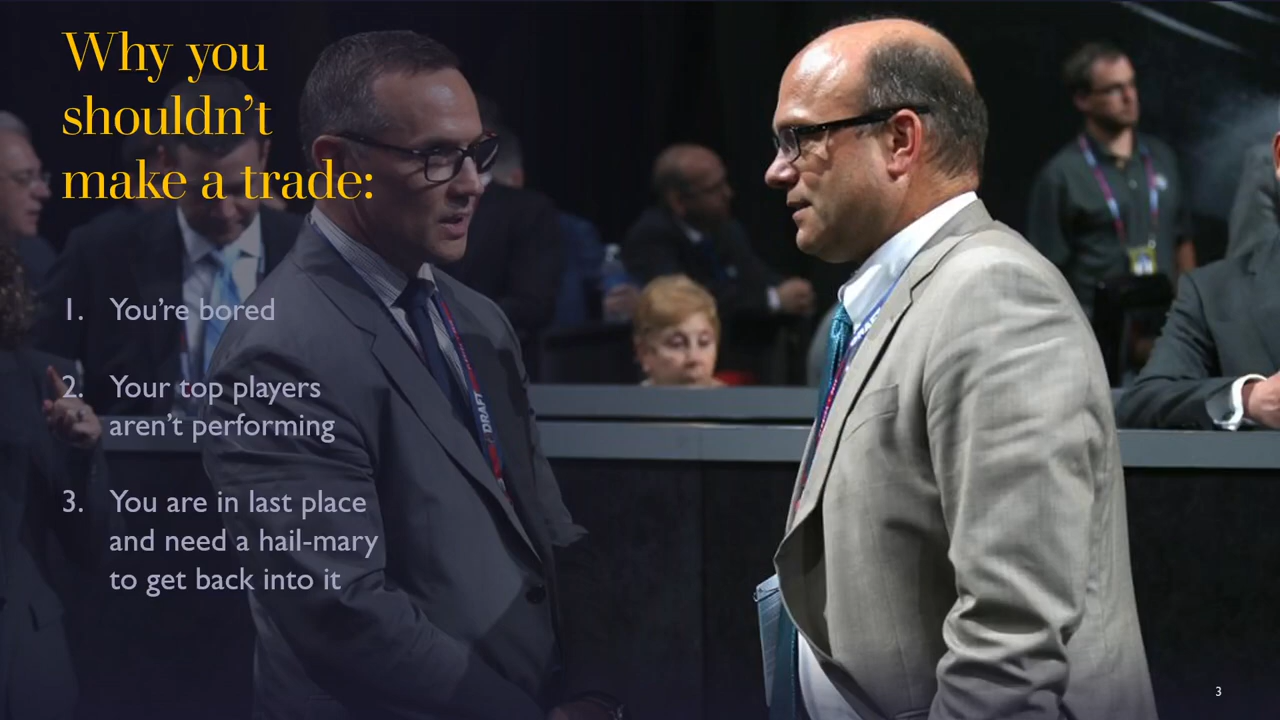 Why you
shouldn't
make a trade:
1. You're bored
2. Your top players
aren't performing
3. You are in last place
and need a hail-mary
to get back into it
DRAFT
DRAFT
3